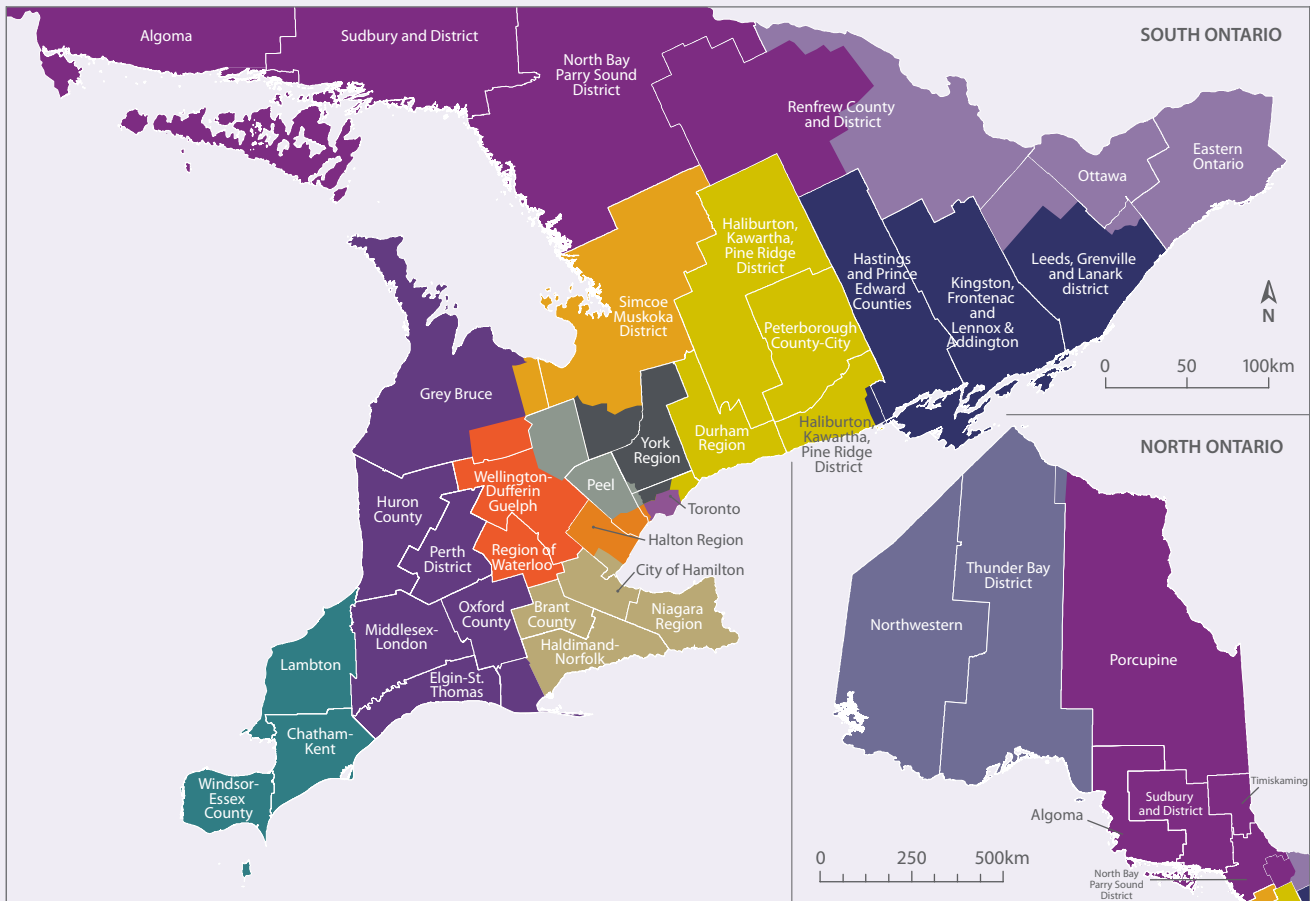 SOUTH ONTARIO
Algoma
Sudbury and District
North Bay
Parry Sound
District
Renfrew County
and District
Ottawa
Eastern
Ontario
Haliburton,
Kawartha,
Pine Ridge
District
Hastings
and Prince
Edward
Counties
Leeds, Grenville
and Lanark
district
Kingston,
Frontenac
and
Lennox &
Addington
Simcoe
Muskoka
District
Peterborough
County-City
N
0 50 100km
Grey Bruce
York
Region
Durham
Region
Haliburton,
Kawartha,
Pine Ridge
District
Wellington-
Dufferin
Guelph
Peel
Toronto
Huron
County
Halton Region
Perth
District
Region of
Waterloo
City of Hamilton
Oxford
County
Brant
County
Niagara
Region
Middlesex-
London
Haldimand-
Norfolk
Lambton
Elgin-St.
Thomas
Chatham-
Kent
Windsor-
Essex
County
NORTH ONTARIO
Thunder Bay
District
Northwestern
Porcupine
Timiskaming
Sudbury
and District
Algoma
North Bay
Parry Sound
District
0 250 500km